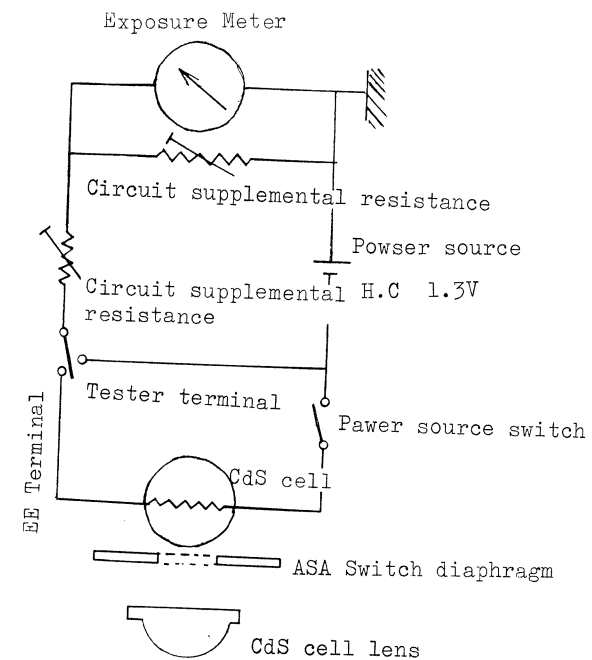 Exposure Meter
Circuit supplemental resistance
Powser source
H.C 1.3V
Circuit supplemental
resistance
Tester terminal
Pawer source switch
EE Terminal
CdS cell
ASA Switch diaphragm
CdS cell lens